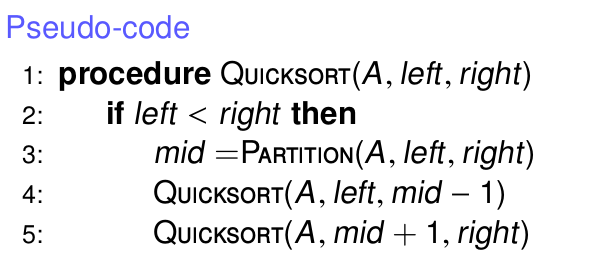 Pseudo-code
1: procedure QUICKSORT(A, left, right)
2: if left < right then
3: mid =PARTITION(A, left, right)
4: QUICKSORT(A, left, mid − 1)
5: QUICKSORT(A, mid + 1, right)